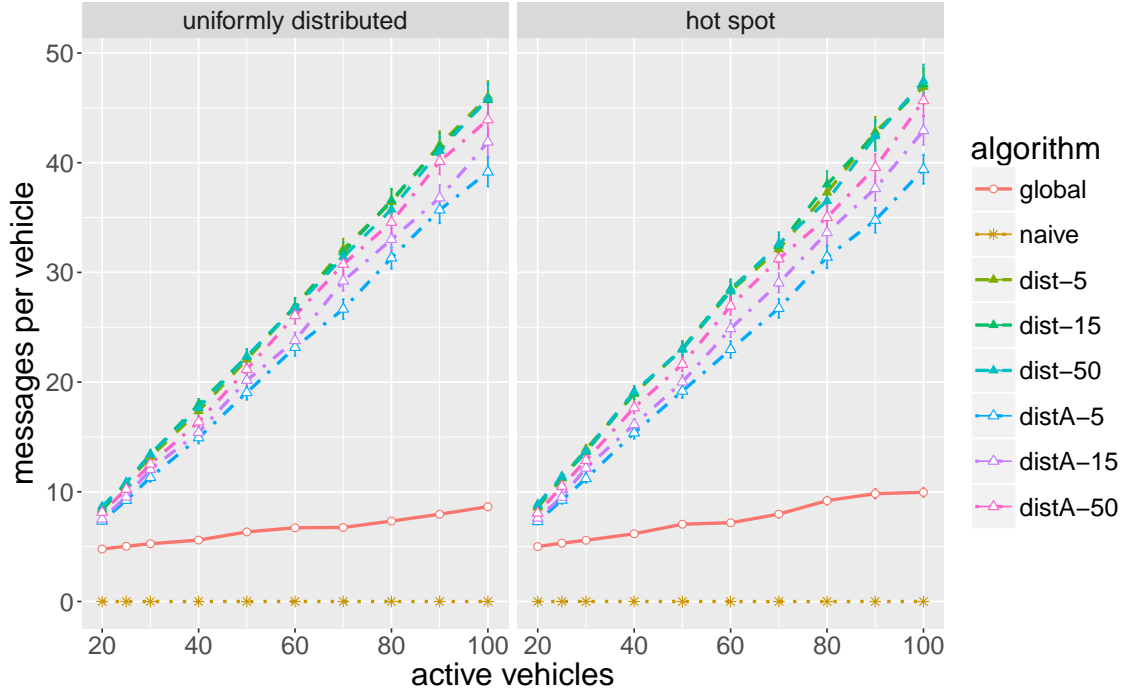 uniformly distributed
hot spot
50
40
30
20
10
0
messages per vehicle
20 40 60 80 100
20 40 60 80 100
active vehicles
algorithm
global
naive
dist−5
dist−15
dist−50
distA−5
distA−15
distA−50